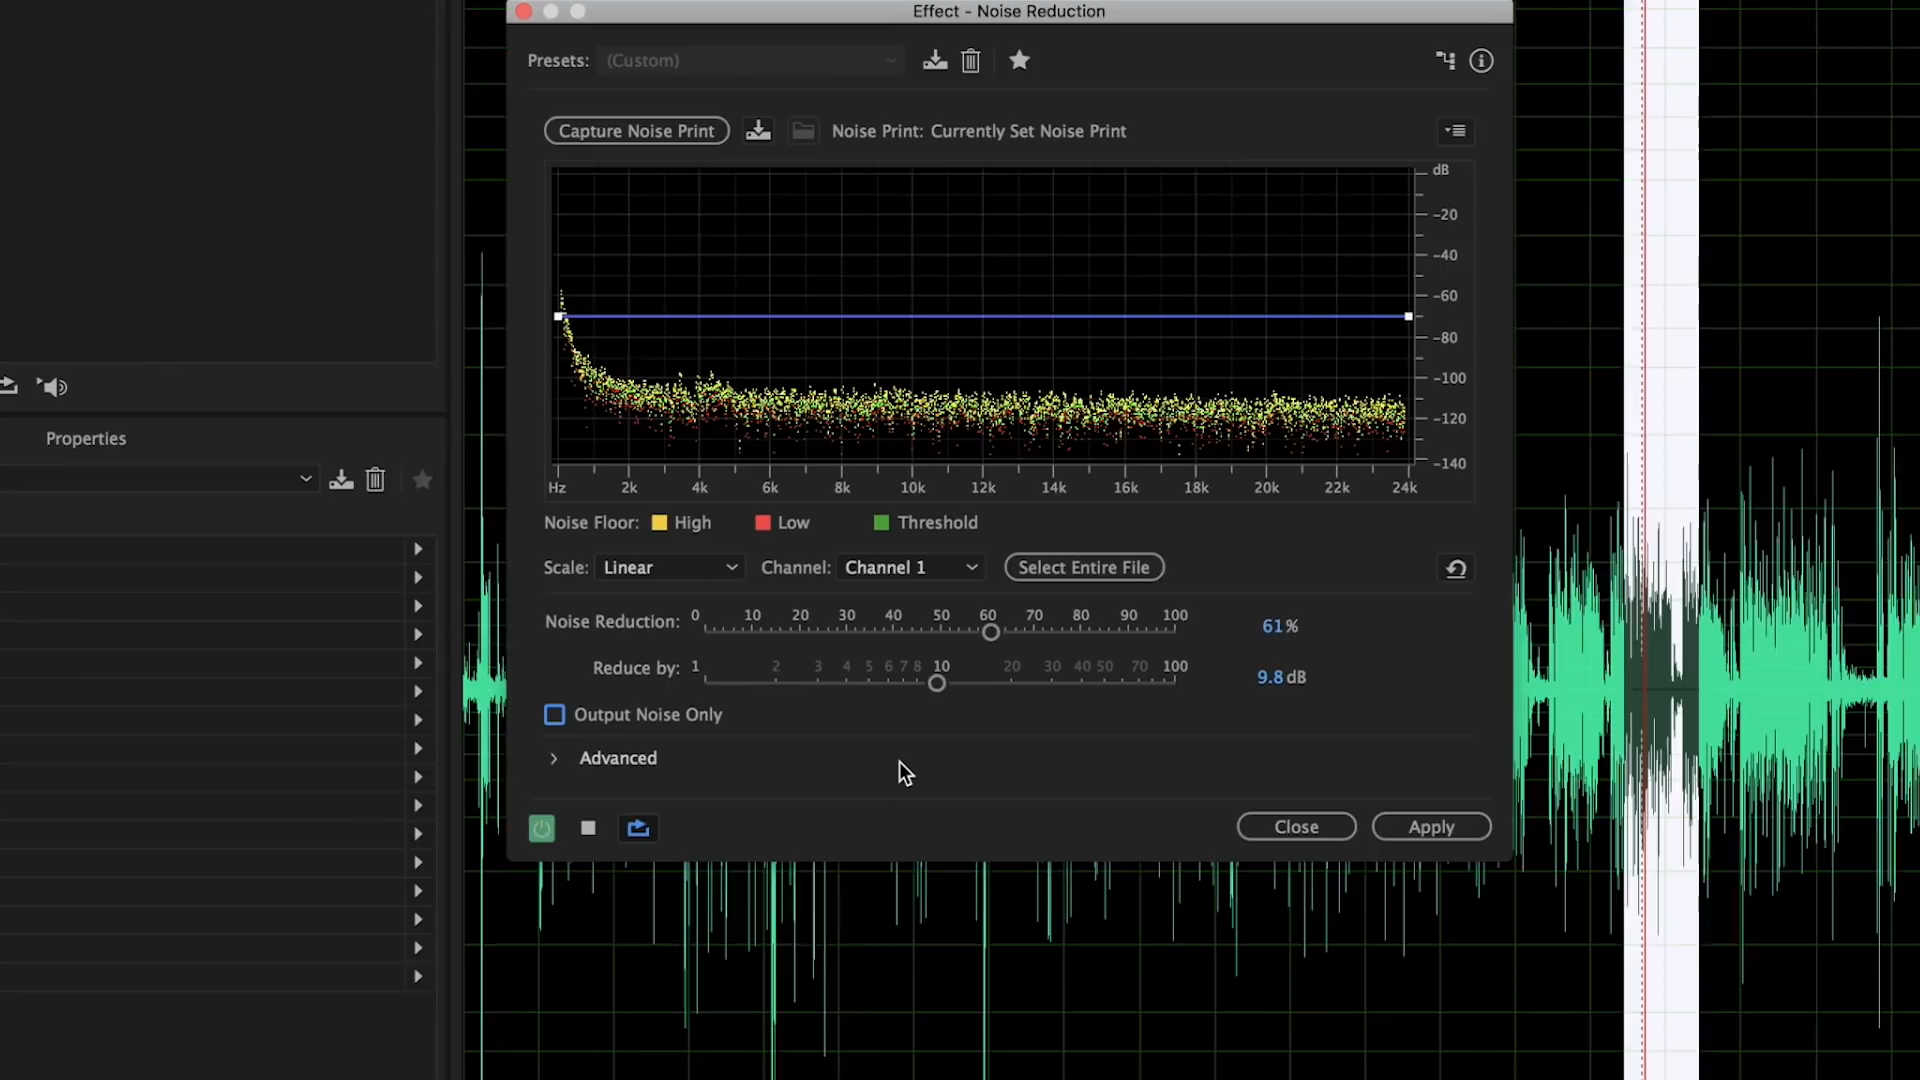 Effect - Noise Reduction
Presets: (Custom)
Capture Noise Print Noise Print: Currently Set Noise Print
dB
-20
-40
-60
-80
-100
-120
-140
Hz 2k 4k 6k 8k 10k 12k 14k 16k 18k 20k 22k 24k
Properties
Noise Floor: High Low Threshold
Scale: Linear Channel: Channel 1 Select Entire File
Noise Reduction: 0 10 20 30 40 50 60 70 80 90 100 61%
Reduce by: 1 2 3 4 5 6 7 8 10 20 30 40 50 70 100 9.8 dB
Output Noise Only
Advanced
Close Apply